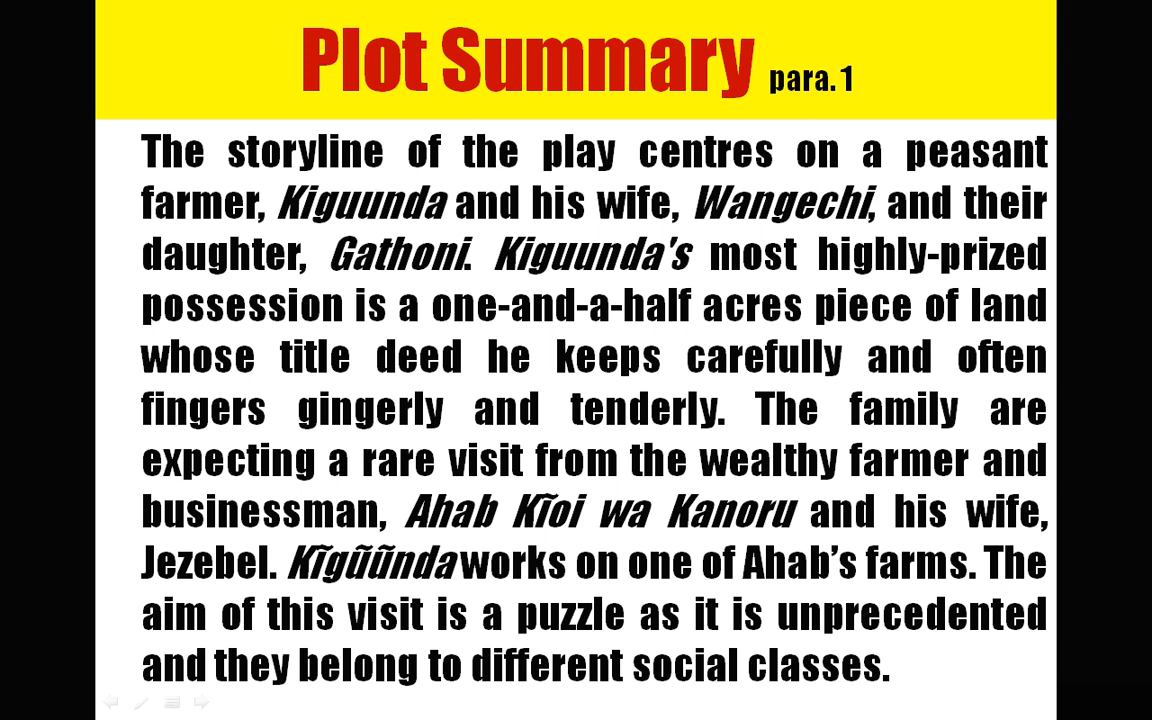 Plot Summary para. 1
The storyline of the play centres on a peasant
farmer, Kiguunda and his wife, Wangechi, and their
daughter, Gathoni. Kiguunda's most highly-prized
possession is a one-and-a-half acres piece of land
whose title deed he keeps carefully and often
fingers gingerly and tenderly. The family are
expecting a rare visit from the wealthy farmer and
businessman, Ahab Kĩoi wa Kanoru and his wife,
Jezebel. Kĩgũũnda works on one of Ahab’s farms. The
aim of this visit is a puzzle as it is unprecedented
and they belong to different social classes.